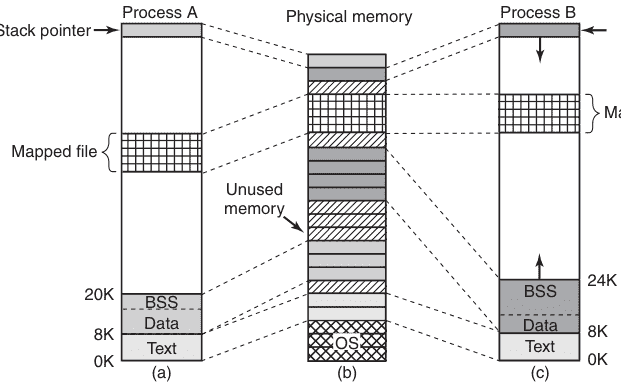 Process A
Physical memory
Process B
Stack pointer
Mapped file
Unused
memory
20K
BSS
Data
8K
Text
0K
OS
24K
BSS
Data
8K
Text
0K
(a)
(b)
(c)